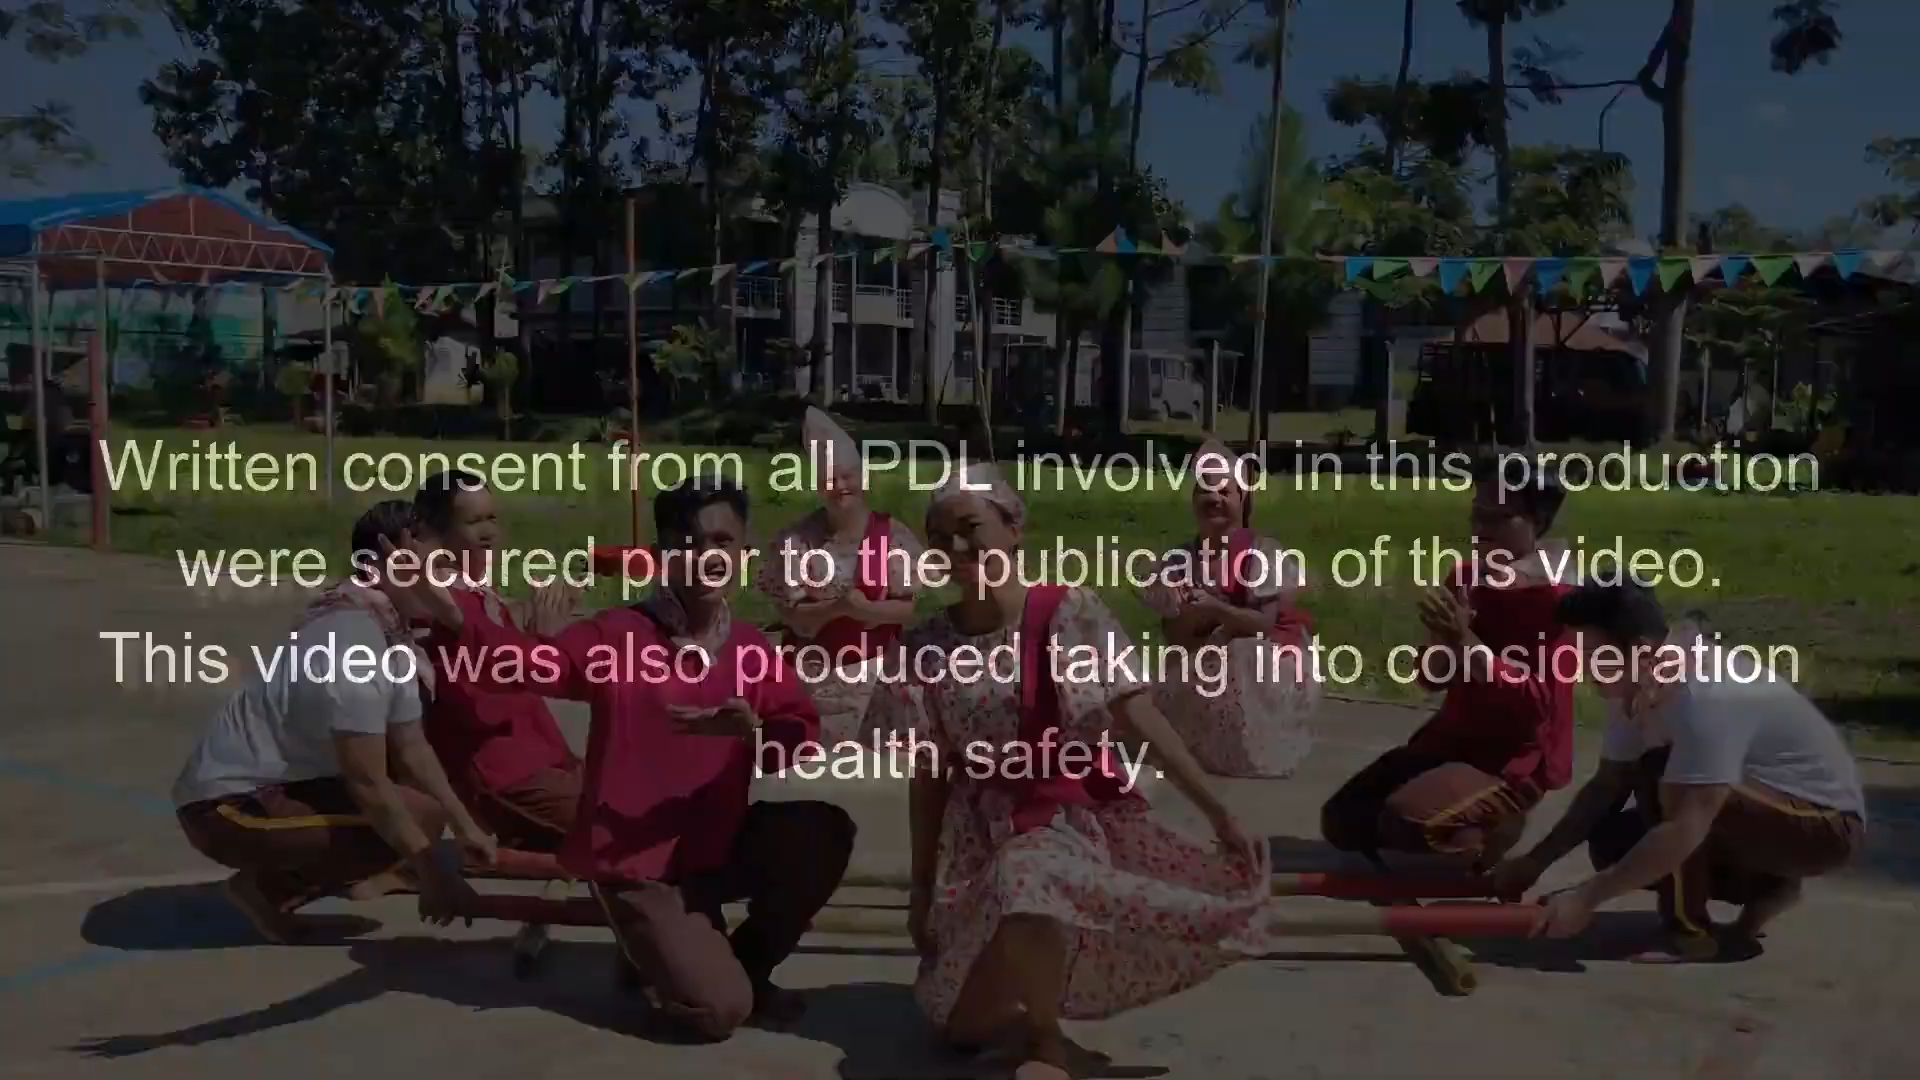 Written consent from all PDL involved in this production
were secured prior to the publication of this video.
This video was also produced taking into consideration
health safety.